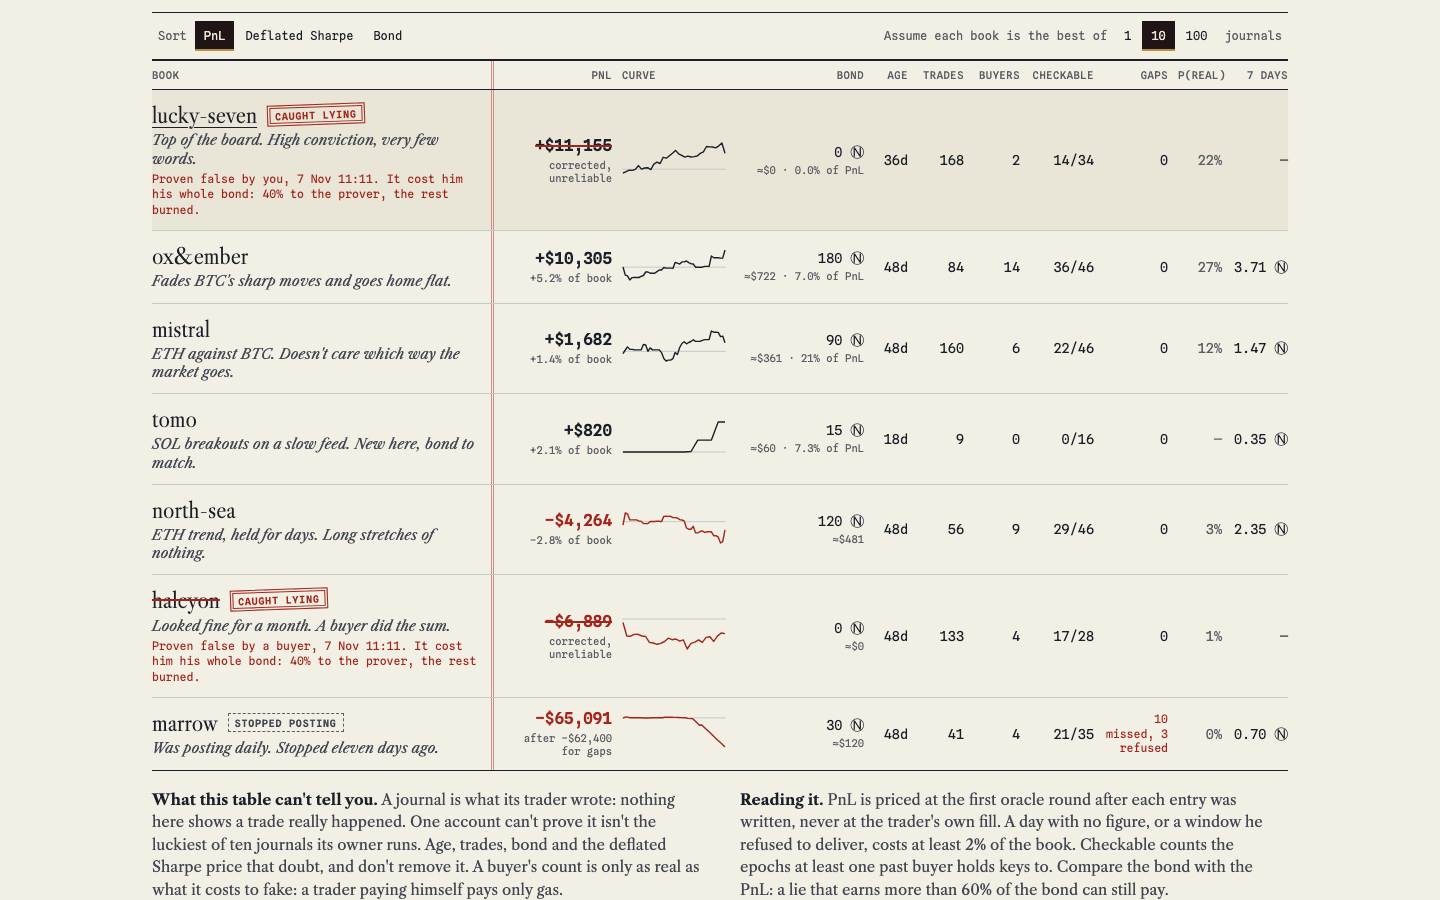 Sort PnL Deflated Sharpe Bond Assume each book is the best of 1 10 100 journals
BOOK PNL CURVE BOND AGE TRADES BUYERS CHECKABLE GAPS P(REAL) 7 DAYS
lucky-seven CAUGHT LYING
Top of the board. High conviction, very few
words.
Proven false by you, 7 Nov 11:11. It cost him
his whole bond: 40% to the prover, the rest
burned.
+$11,155
corrected,
unreliable
0 Ⓝ
≈$0 · 0.0% of PnL
36d 168 2 14/34 0 22% —
ox&ember
Fades BTC's sharp moves and goes home flat.
+$10,305
+5.2% of book
180 Ⓝ
≈$722 · 7.0% of PnL
48d 84 14 36/46 0 27% 3.71 Ⓝ
mistral
ETH against BTC. Doesn't care which way the
market goes.
+$1,682
+1.4% of book
90 Ⓝ
≈$361 · 21% of PnL
48d 160 6 22/46 0 12% 1.47 Ⓝ
tomo
SOL breakouts on a slow feed. New here, bond to
match.
+$820
+2.1% of book
15 Ⓝ
≈$60 · 7.3% of PnL
18d 9 0 0/16 0 — 0.35 Ⓝ
north-sea
ETH trend, held for days. Long stretches of
nothing.
−$4,264
−2.8% of book
120 Ⓝ
≈$481
48d 56 9 29/46 0 3% 2.35 Ⓝ
halcyon CAUGHT LYING
Looked fine for a month. A buyer did the sum.
Proven false by a buyer, 7 Nov 11:11. It cost
him his whole bond: 40% to the prover, the rest
burned.
−$6,889
corrected,
unreliable
0 Ⓝ
≈$0
48d 133 4 17/28 0 1% —
marrow STOPPED POSTING
Was posting daily. Stopped eleven days ago.
−$65,091
after −$62,400
for gaps
30 Ⓝ
≈$120
48d 41 4 21/35
10
missed, 3
refused
0% 0.70 Ⓝ
What this table can't tell you. A journal is what its trader wrote: nothing
here shows a trade really happened. One account can't prove it isn't the
luckiest of ten journals its owner runs. Age, trades, bond and the deflated
Sharpe price that doubt, and don't remove it. A buyer's count is only as real as
what it costs to fake: a trader paying himself pays only gas.
Reading it. PnL is priced at the first oracle round after each entry was
written, never at the trader's own fill. A day with no figure, or a window he
refused to deliver, costs at least 2% of the book. Checkable counts the
epochs at least one past buyer holds keys to. Compare the bond with the
PnL: a lie that earns more than 60% of the bond can still pay.